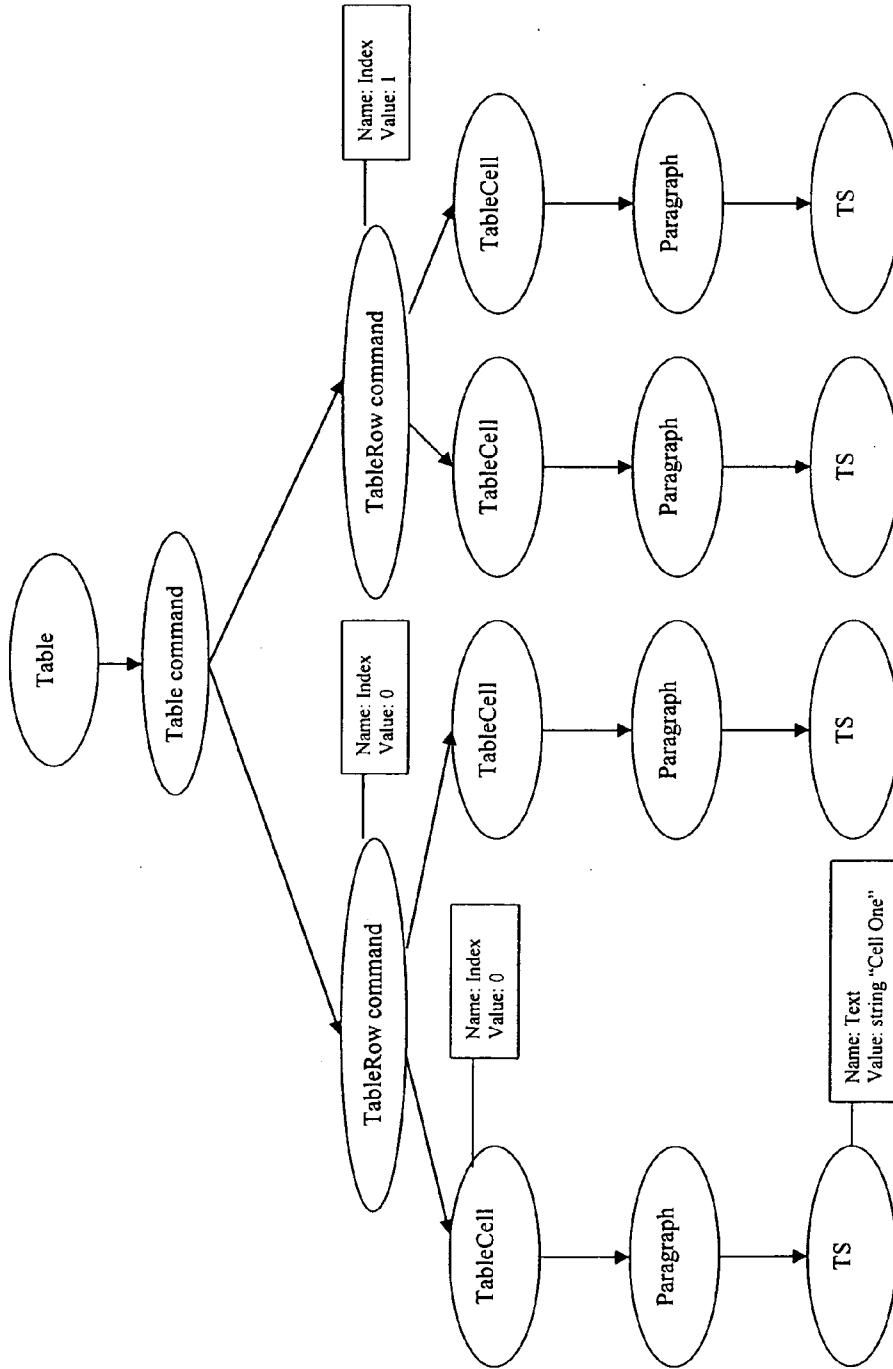 Table
Table command
TableRow command
Name: Index
Value: 0
TableRow command
Name: Index
Value: 1
TableCell
Name: Index
Value: 0
TableCell
TableCell
TableCell
Paragraph
Paragraph
Paragraph
Paragraph
TS
Name: Text
Value: string “Cell One”
TS
TS
TS